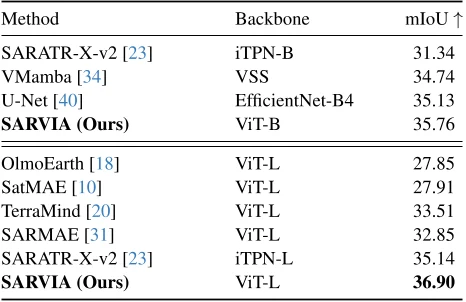 Method Backbone mIoU ↑
SARATR-X-v2 [23] iTPN-B 31.34
VMamba [34] VSS 34.74
U-Net [40] EfficientNet-B4 35.13
SARVIA (Ours) ViT-B 35.76
OlmoEarth [18] ViT-L 27.85
SatMAE [10] ViT-L 27.91
TerraMind [20] ViT-L 33.51
SARMAE [31] ViT-L 32.85
SARATR-X-v2 [23] iTPN-L 35.14
SARVIA (Ours) ViT-L 36.90